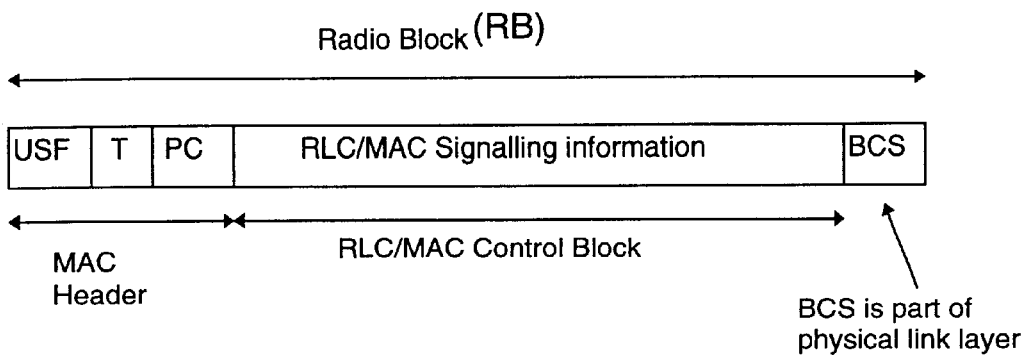 Radio Block (RB)
USF T PC RLC/MAC Signalling information BCS
RLC/MAC Control Block
MAC
Header
BCS is part of
physical link layer